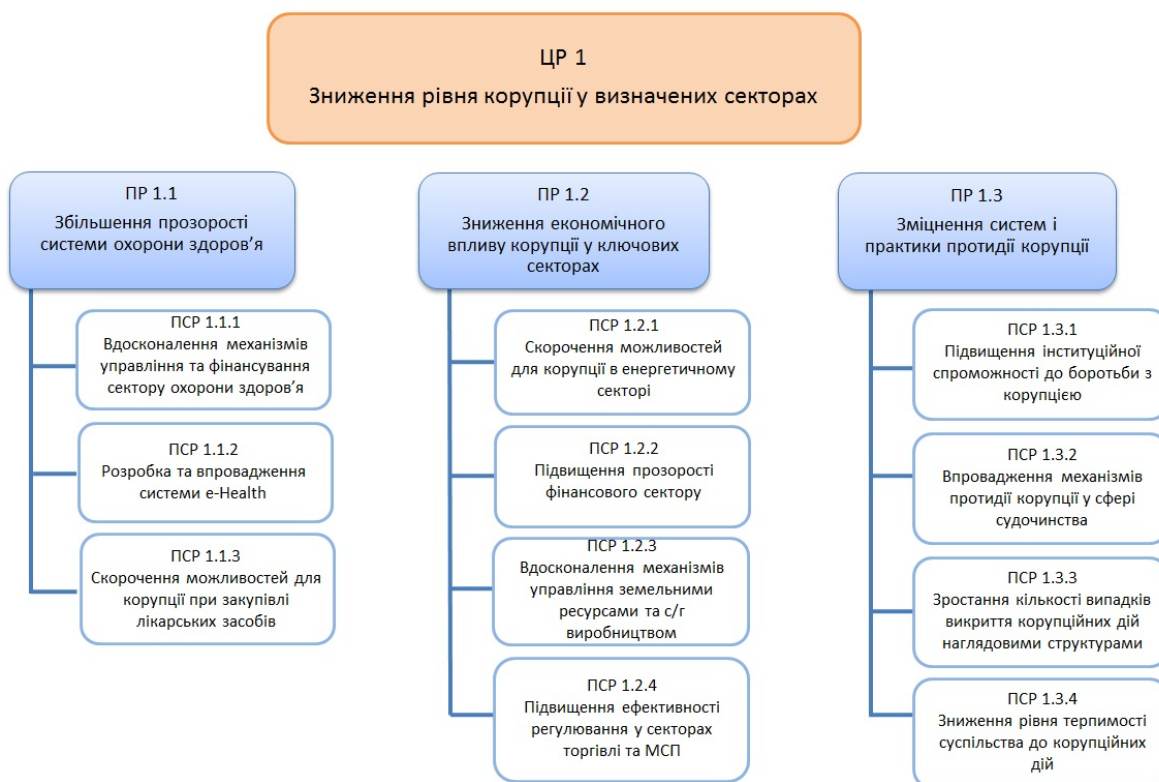 ЦР 1
Зниження рівня корупції у визначених секторах
ПР 1.1
Збільшення прозорості
системи охорони здоров’я
ПСР 1.1.1
Вдосконалення механізмів
управління та фінансування
сектору охорони здоров’я
ПСР 1.1.2
Розробка та впровадження
системи e-Health
ПСР 1.1.3
Скорочення можливостей для
корупції при закупівлі
лікарських засобів
ПР 1.2
Зниження економічного
впливу корупції у ключових
секторах
ПСР 1.2.1
Скорочення можливостей
для корупції в енергетичному
секторі
ПСР 1.2.2
Підвищення прозорості
фінансового сектору
ПСР 1.2.3
Вдосконалення механізмів
управління земельними
ресурсами та с/г
виробництвом
ПСР 1.2.4
Підвищення ефективності
регулювання у секторах
торгівлі та МСП
ПР 1.3
Зміцнення систем і
практики протидії корупції
ПСР 1.3.1
Підвищення інституційної
спроможності до боротьби з
корупцією
ПСР 1.3.2
Впровадження механізмів
протидії корупції у сфері
судочинства
ПСР 1.3.3
Зростання кількості випадків
викриття корупційних дій
наглядовими структурами
ПСР 1.3.4
Зниження рівня терпимості
суспільства до корупційних
дій